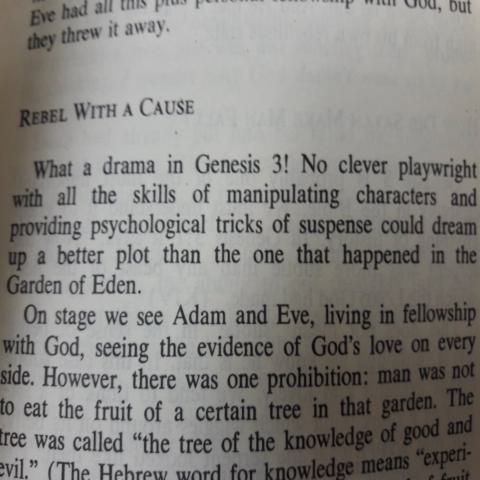 Eve had all this plus personal fellowship with God, but
they threw it away.
REBEL WITH A CAUSE
What a drama in Genesis 3! No clever playwright
with all the skills of manipulating characters and
providing psychological tricks of suspense could dream
up a better plot than the one that happened in the
Garden of Eden.
On stage we see Adam and Eve, living in fellowship
with God, seeing the evidence of God's love on every
side. However, there was one prohibition: man was not
to eat the fruit of a certain tree in that garden. The
tree was called "the tree of the knowledge of good and
evil." (The Hebrew word for knowledge means "experi-
of fruit